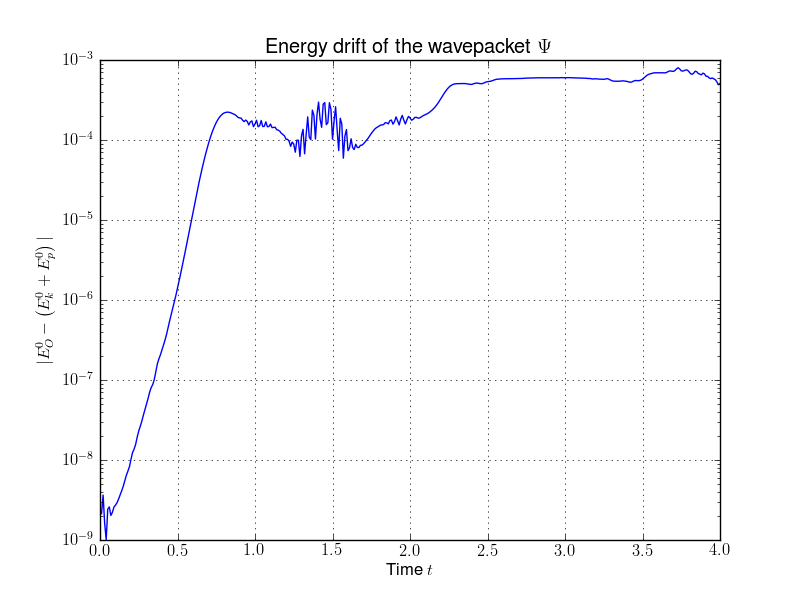 Energy drift of the wavepacket Ψ
|E_O^0 − (E_k^0 + E_p^0) |
10^−3
10^−4
10^−5
10^−6
10^−7
10^−8
10^−9
0.0 0.5 1.0 1.5 2.0 2.5 3.0 3.5 4.0
Time t